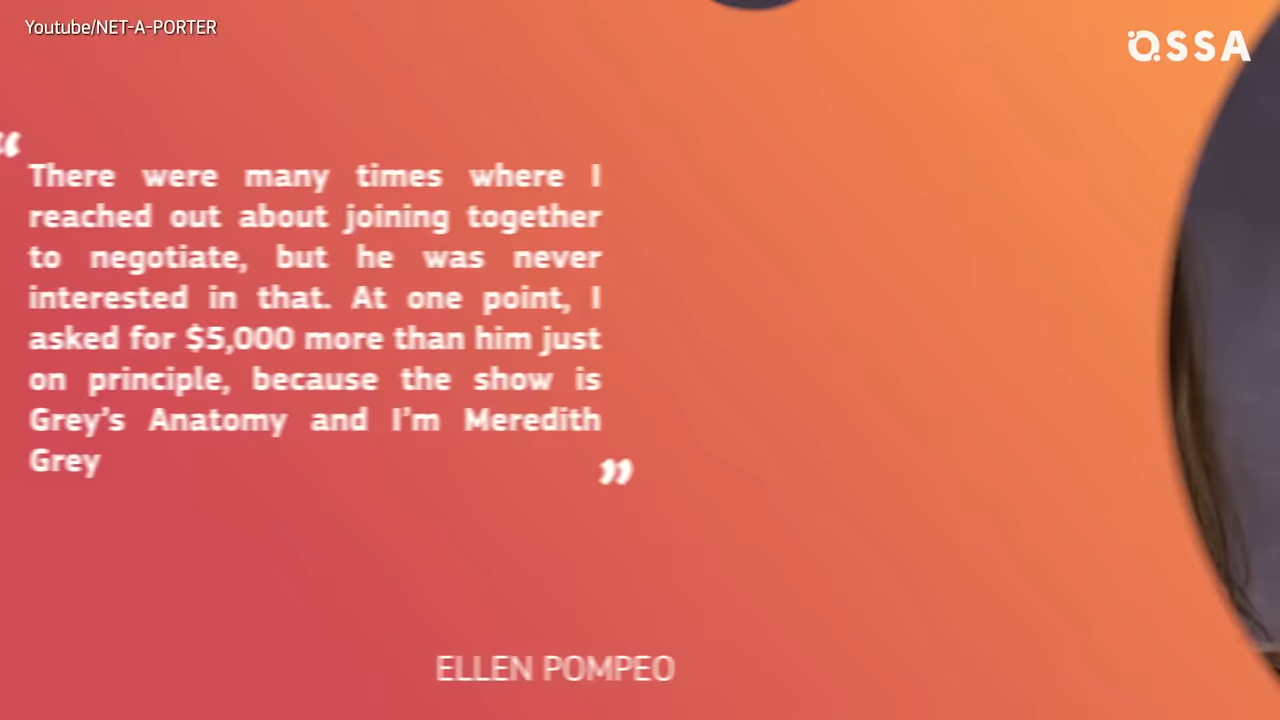 Youtube/NET-A-PORTER
OSSA
“
There were many times where I
reached out about joining together
to negotiate, but he was never
interested in that. At one point, I
asked for $5,000 more than him just
on principle, because the show is
Grey’s Anatomy and I’m Meredith
Grey
”
ELLEN POMPEO